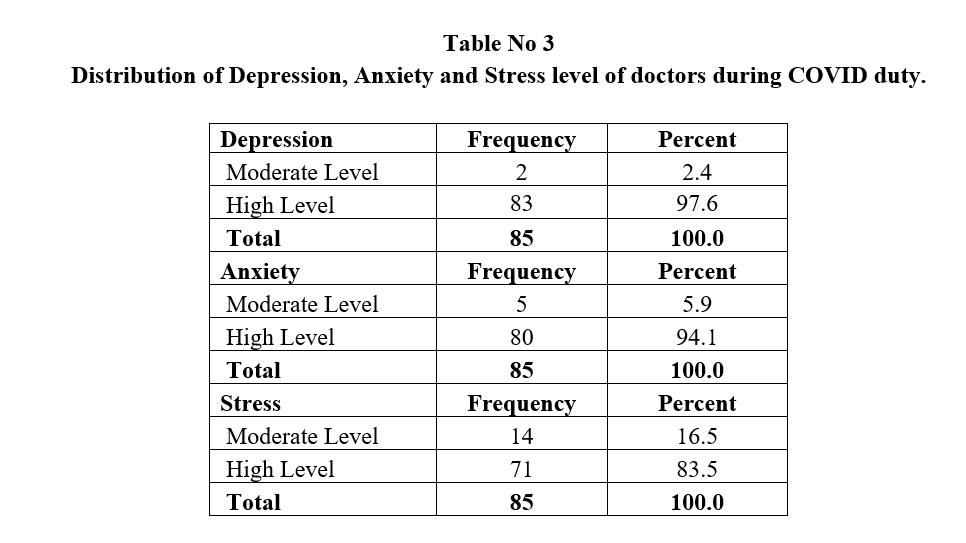 Table No 3
Distribution of Depression, Anxiety and Stress level of doctors during COVID duty.
Depression Frequency Percent
Moderate Level 2 2.4
High Level 83 97.6
Total 85 100.0
Anxiety Frequency Percent
Moderate Level 5 5.9
High Level 80 94.1
Total 85 100.0
Stress Frequency Percent
Moderate Level 14 16.5
High Level 71 83.5
Total 85 100.0